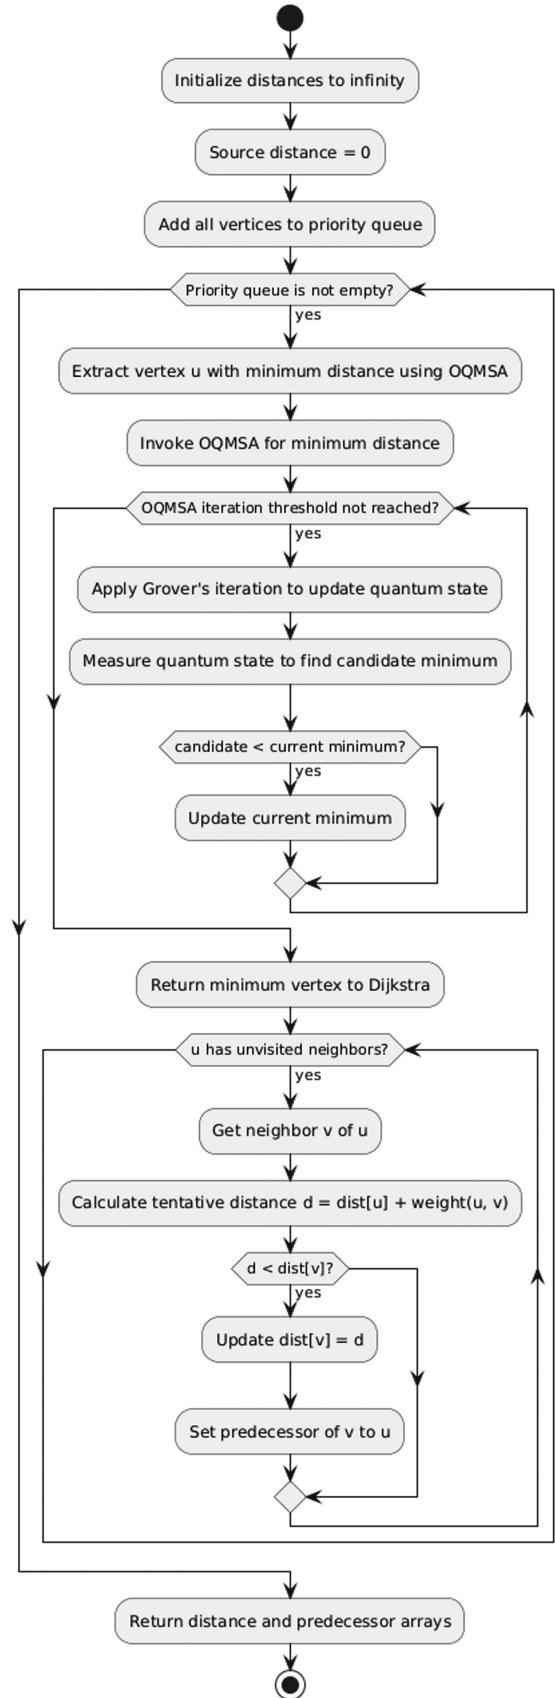 Initialize distances to infinity
Source distance = 0
Add all vertices to priority queue
Priority queue is not empty?
yes
Extract vertex u with minimum distance using OQMSA
Invoke OQMSA for minimum distance
OQMSA iteration threshold not reached?
yes
Apply Grover's iteration to update quantum state
Measure quantum state to find candidate minimum
candidate < current minimum?
yes
Update current minimum
Return minimum vertex to Dijkstra
u has unvisited neighbors?
yes
Get neighbor v of u
Calculate tentative distance d = dist[u] + weight(u, v)
d < dist[v]?
yes
Update dist[v] = d
Set predecessor of v to u
Return distance and predecessor arrays